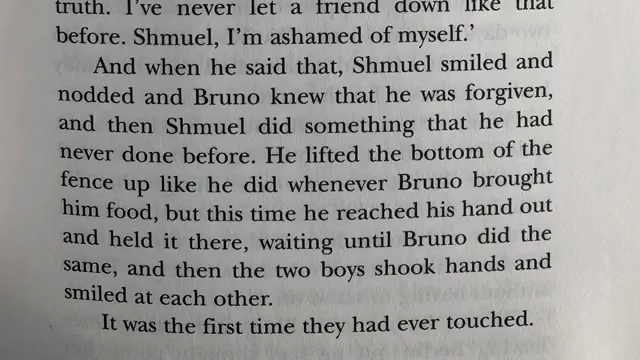 truth. I've never let a friend down like that
before. Shmuel, I'm ashamed of myself.'
And when he said that, Shmuel smiled and
nodded and Bruno knew that he was forgiven,
and then Shmuel did something that he had
never done before. He lifted the bottom of the
fence up like he did whenever Bruno brought
him food, but this time he reached his hand out
and held it there, waiting until Bruno did the
same, and then the two boys shook hands and
smiled at each other.
It was the first time they had ever touched.